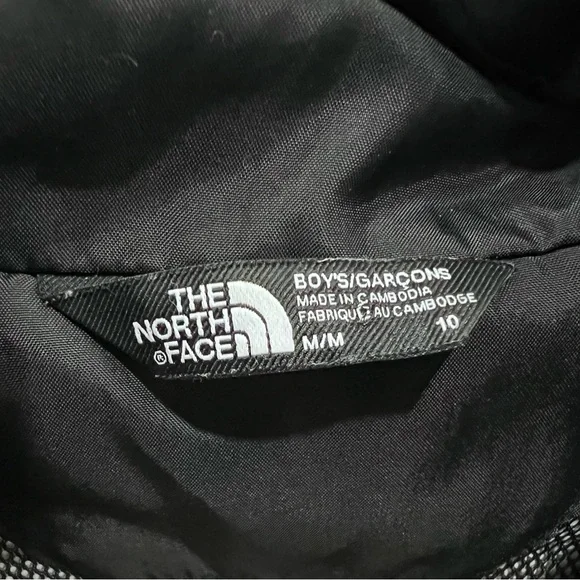 THE
NORTH
®FACE
BOY'S/GARÇONS
MADE IN CAMBODIA
FABRIQUÉ AU CAMBODGE
M/M 10